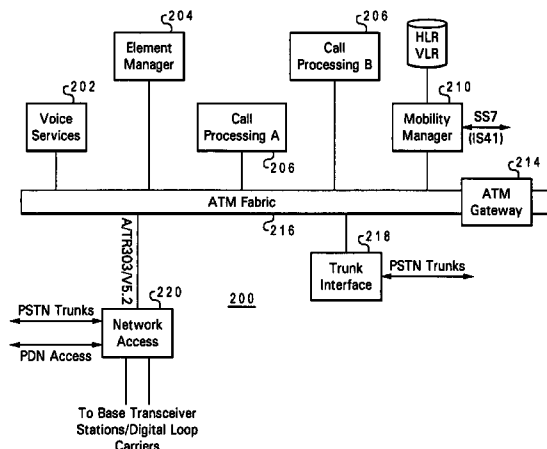 204
Element
Manager
206
Call
Processing B
HLR
VLR
202
Voice
Services
Call
Processing A
206
210
Mobility
Manager
SS7
(IS41)
214
ATM
Gateway
ATM Fabric
216
A/TR303/V5.2
218
Trunk
Interface
PSTN Trunks
220
Network
Access
PSTN Trunks
PDN Access
200
To Base Transceiver
Stations/Digital Loop
Carriers